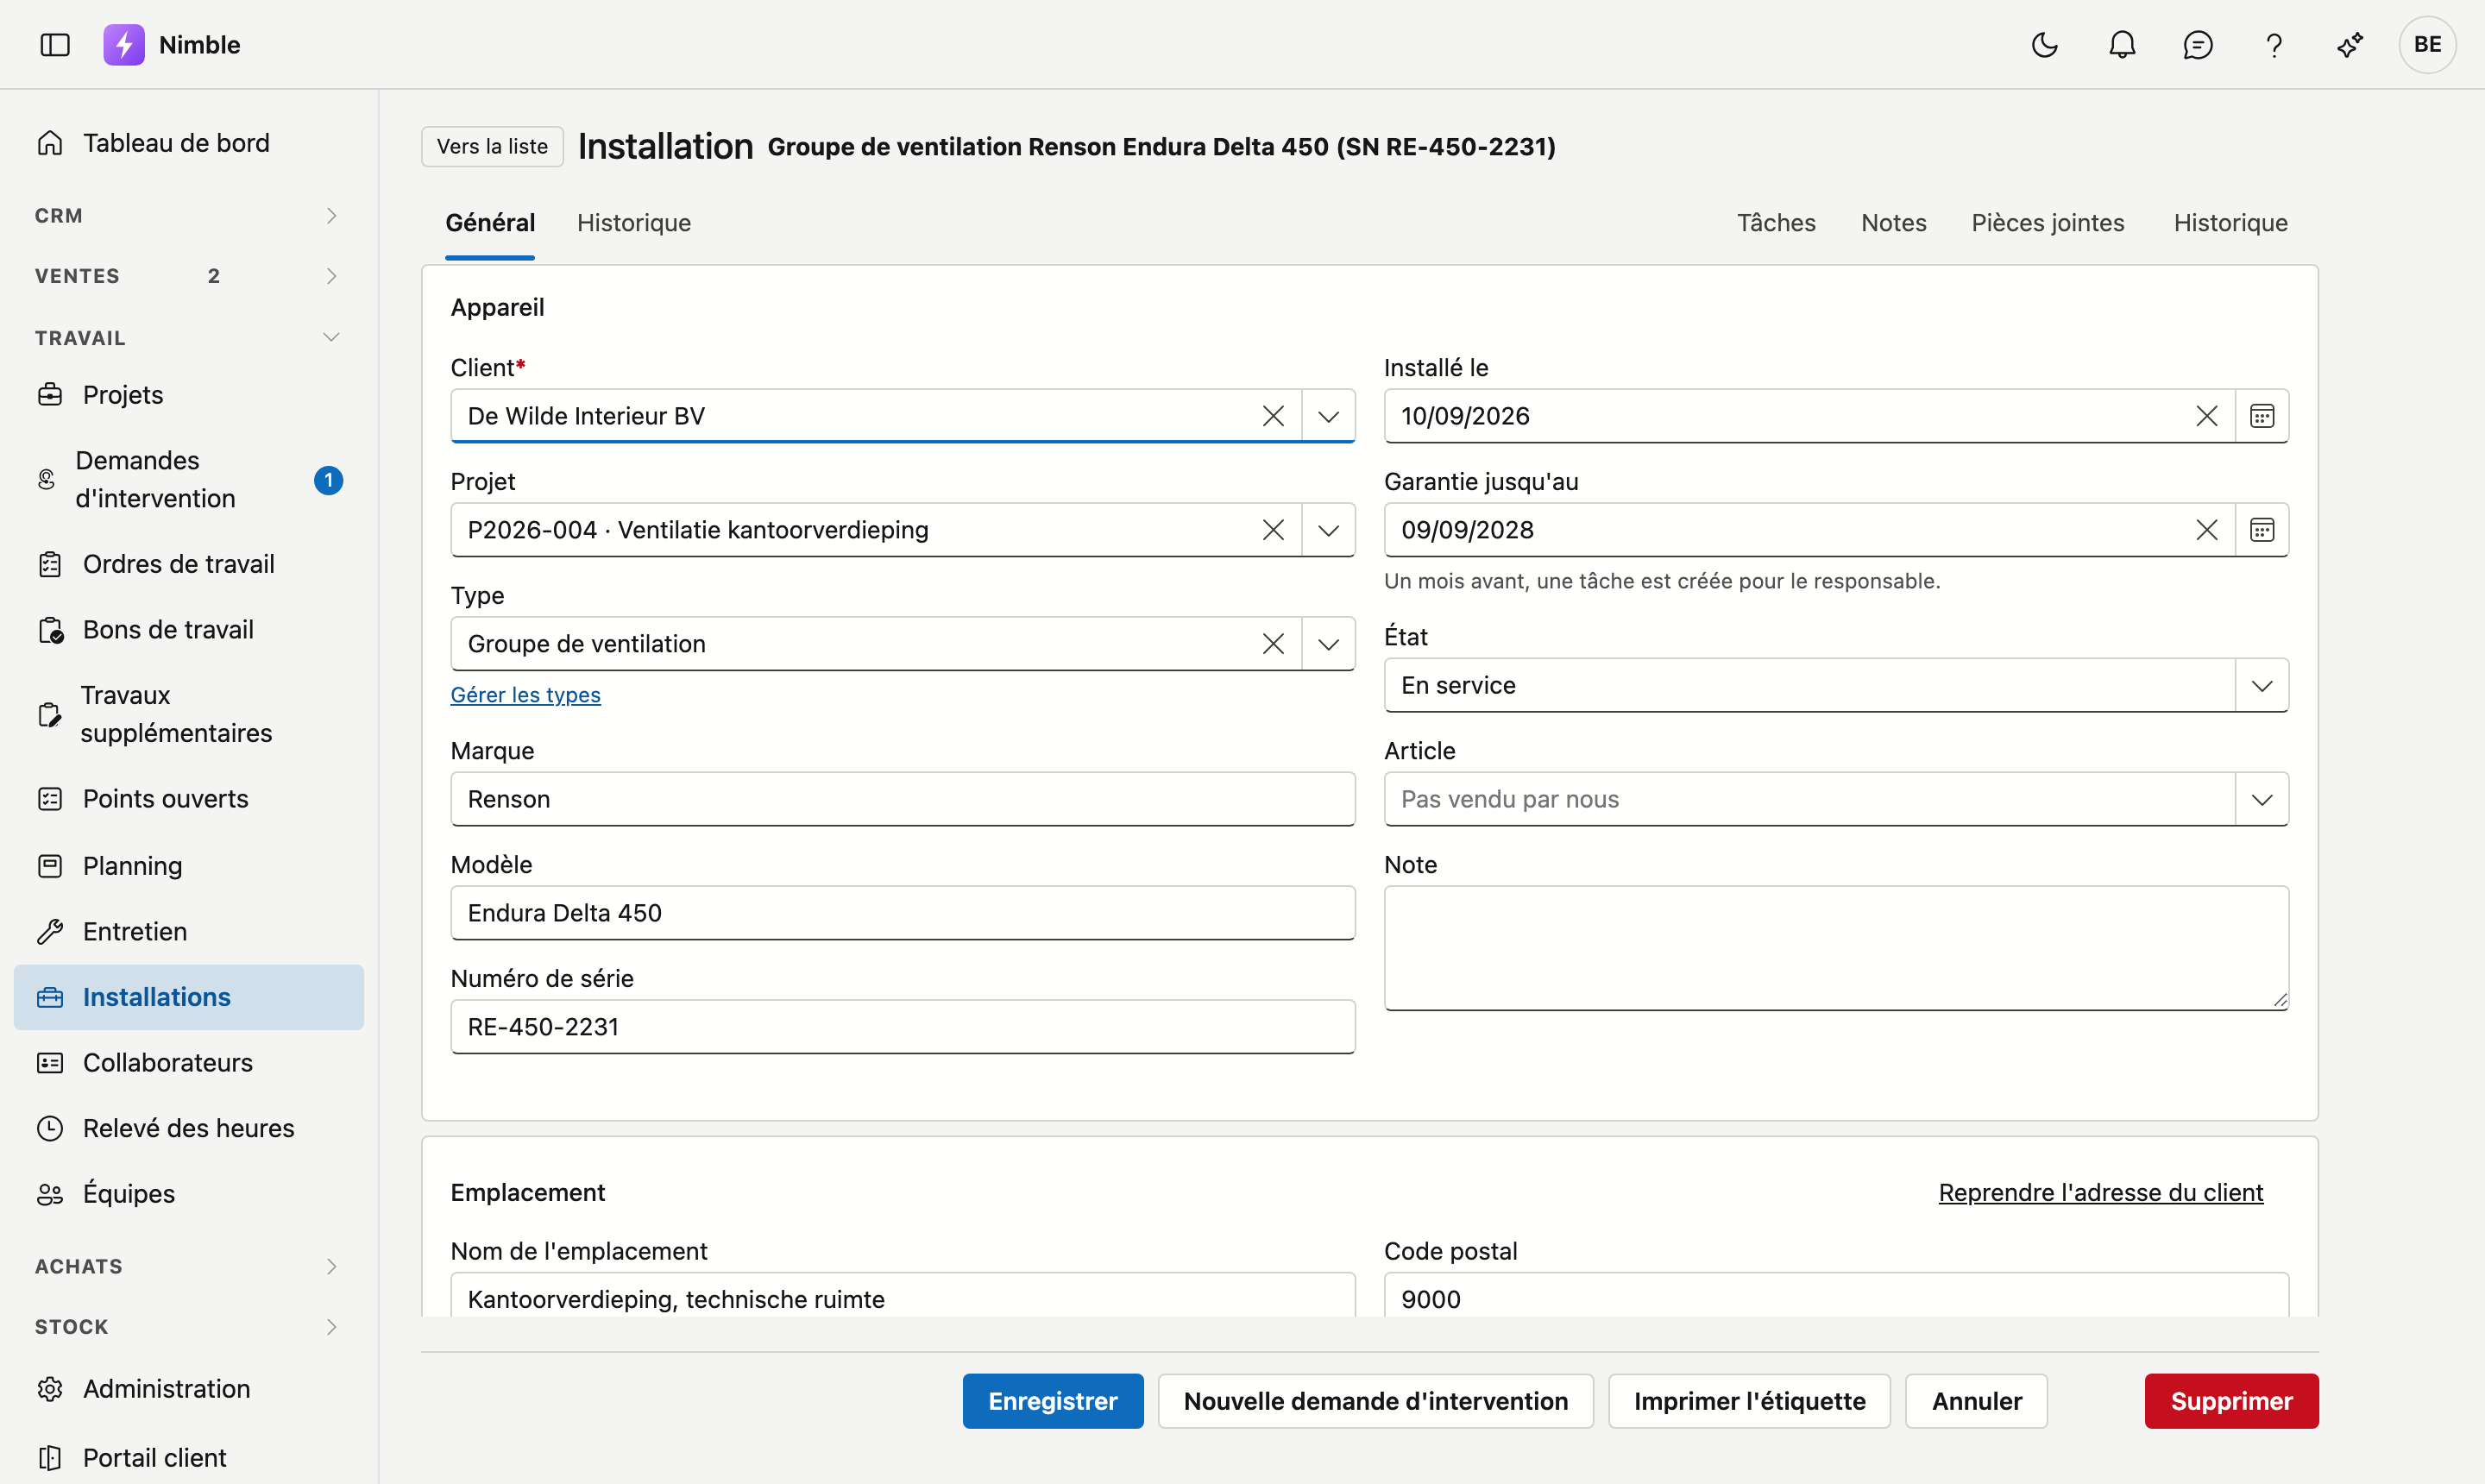 Nimble
BE
Tableau de bord
CRM
VENTES 2
TRAVAIL
Projets
Demandes
d'intervention
1
Ordres de travail
Bons de travail
Travaux
supplémentaires
Points ouverts
Planning
Entretien
Installations
Collaborateurs
Relevé des heures
Équipes
ACHATS
STOCK
Administration
Portail client
Vers la liste
Installation Groupe de ventilation Renson Endura Delta 450 (SN RE-450-2231)
Général Historique
Tâches Notes Pièces jointes Historique
Appareil
Client*
De Wilde Interieur BV
Projet
P2026-004 · Ventilatie kantoorverdieping
Type
Groupe de ventilation
Gérer les types
Marque
Renson
Modèle
Endura Delta 450
Numéro de série
RE-450-2231
Installé le
10/09/2026
Garantie jusqu'au
09/09/2028
Un mois avant, une tâche est créée pour le responsable.
État
En service
Article
Pas vendu par nous
Note
Emplacement
Reprendre l'adresse du client
Nom de l'emplacement
Kantoorverdieping, technische ruimte
Code postal
9000
Enregistrer
Nouvelle demande d'intervention
Imprimer l'étiquette
Annuler
Supprimer